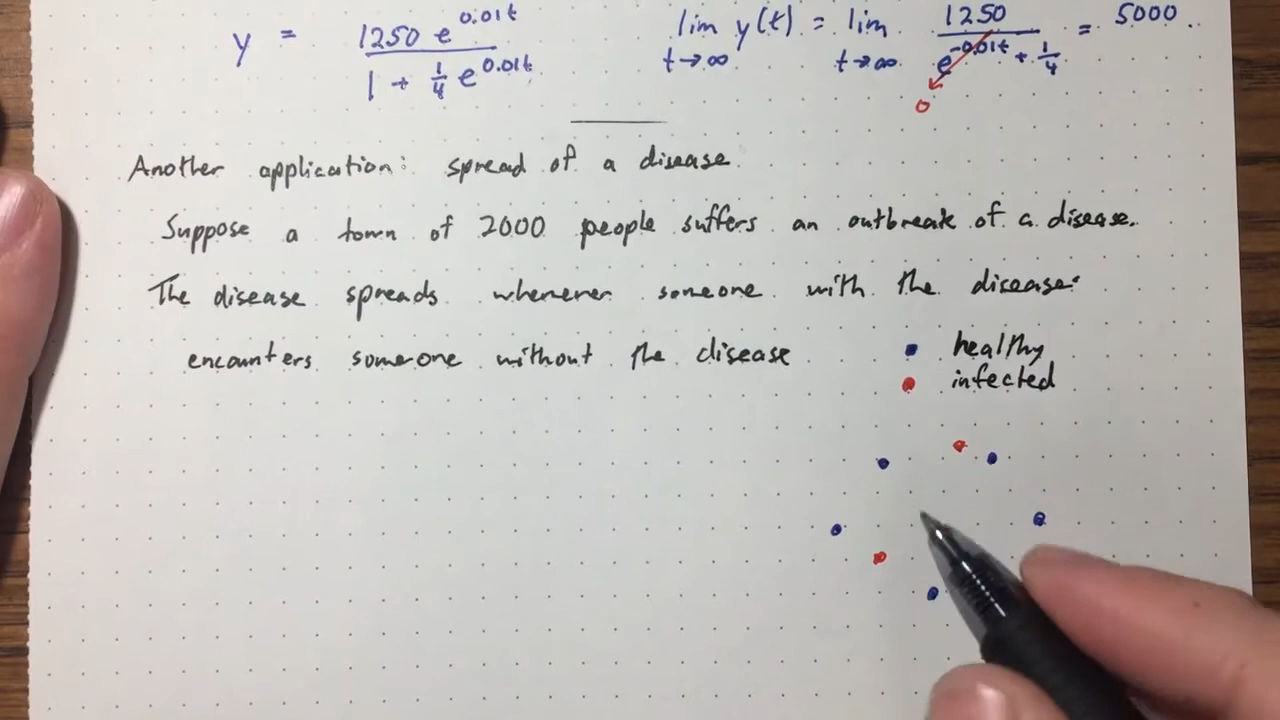 y = 1250 e^0.01t / 1 + 1/4 e^0.01t
lim t→∞ y(t) = lim t→∞ 1250 / e^-0.01t + 1/4 = 5000.
0
Another application: spread of a disease.
Suppose a town of 2000 people suffers an outbreak of a disease.
The disease spreads whenever someone with the disease
encounters someone without the disease
healthy
infected